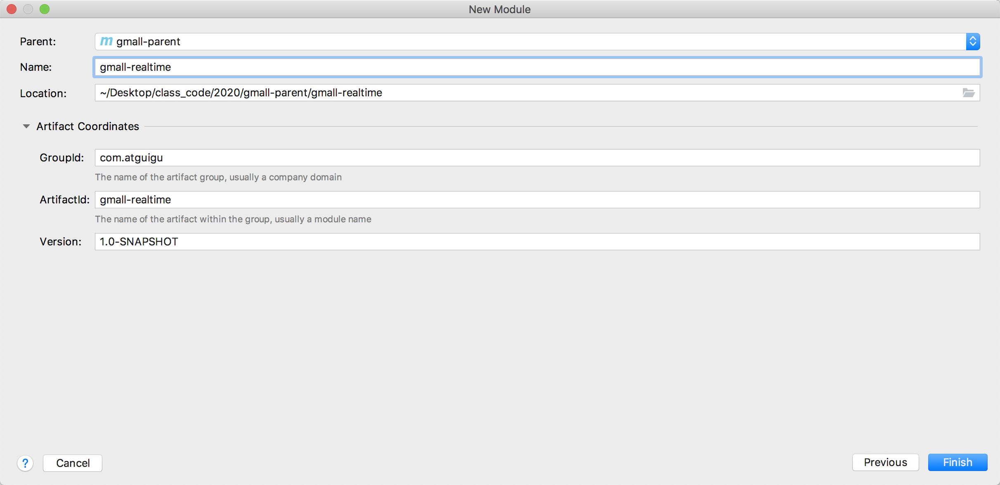 New Module
Parent: m gmall-parent
Name: gmall-realtime
Location: ~/Desktop/class_code/2020/gmall-parent/gmall-realtime
Artifact Coordinates
GroupId: com.atguigu
The name of the artifact group, usually a company domain
ArtifactId: gmall-realtime
The name of the artifact within the group, usually a module name
Version: 1.0-SNAPSHOT
? Cancel Previous Finish